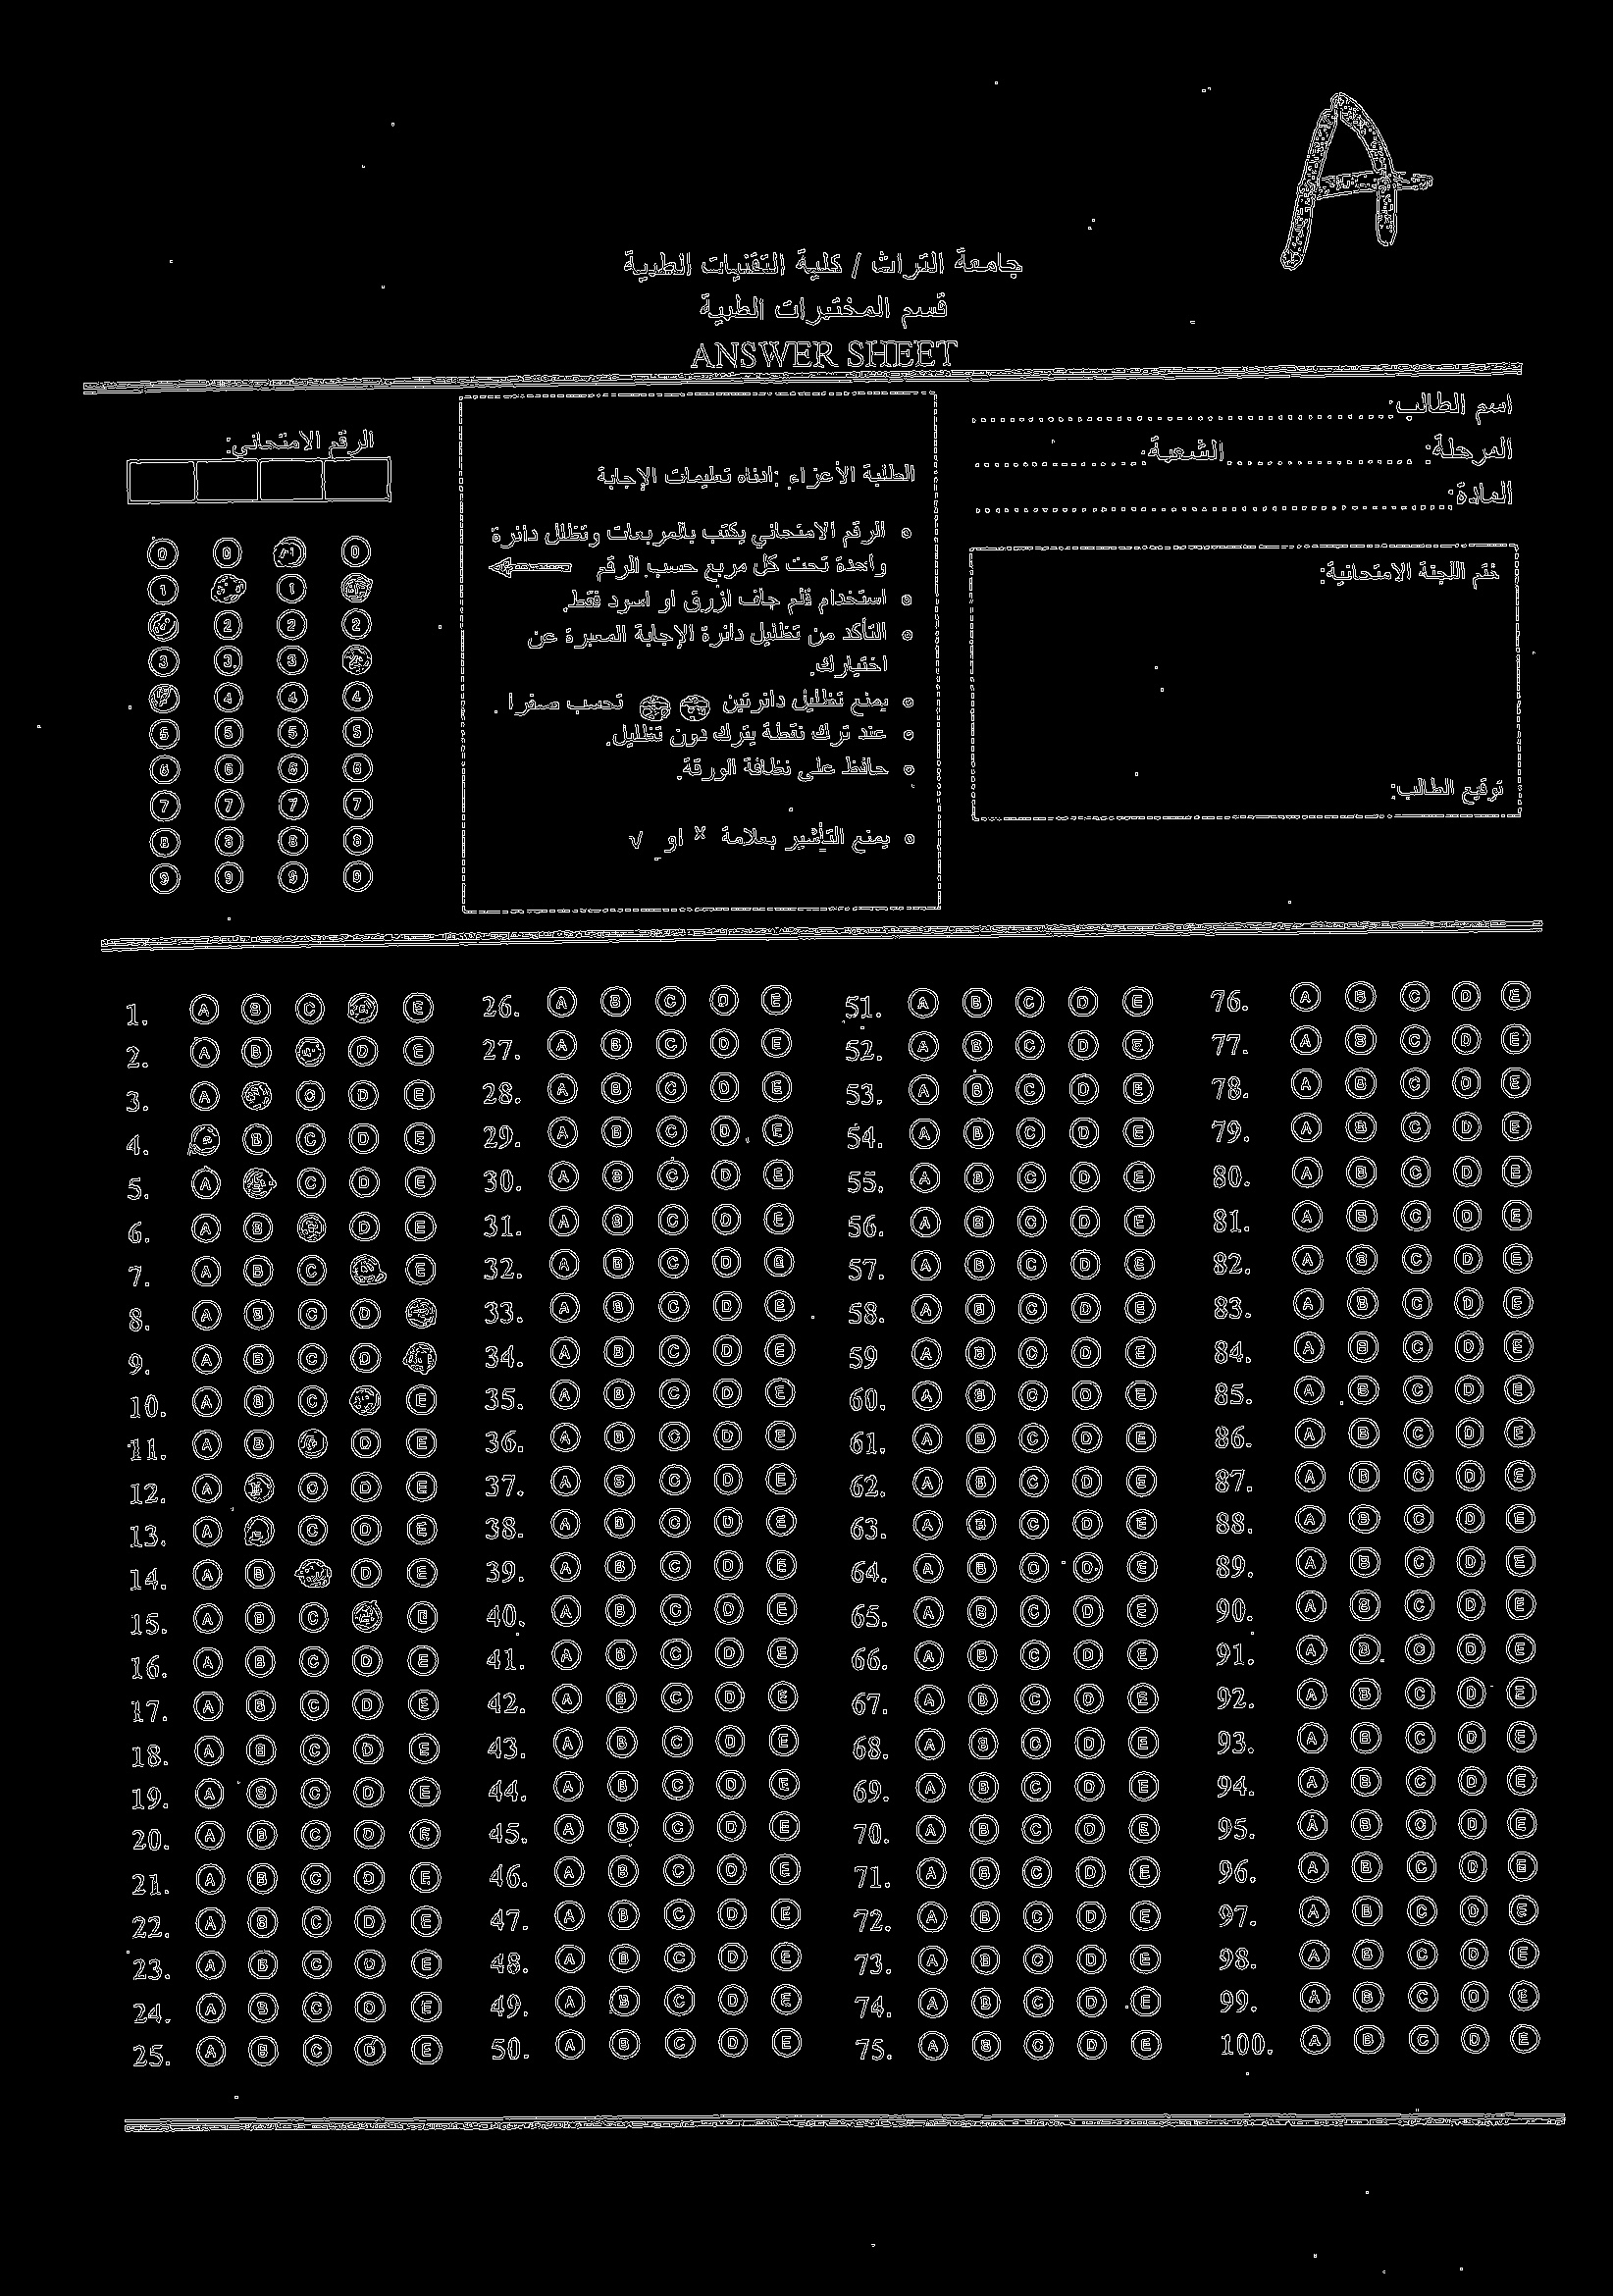 A
جامعة التراث / كلية التقنيات الطبية
قسم المختبرات الطبية
ANSWER SHEET
اسم الطالب:
المرحلة: الشعبة:
المادة:
ختم اللجنة الامتحانية:
توقيع الطالب:
الطلبة الأعزاء :ادناه تعليمات الإجابة
• الرقم الامتحاني يكتب بالمربعات وتظلل دائرة
واحدة تحت كل مربع حسب الرقم
• استخدام قلم جاف ازرق او اسود فقط.
• التأكد من تظليل دائرة الإجابة المعبرة عن
اختيارك.
• يمنع تظليل دائرتين تحسب صفرا .
• عند ترك نقطة يترك دون تظليل.
• حافظ على نظافة الورقة.
• يمنع التأشير بعلامة x او √
الرقم الامتحاني:
0 0 0
1 1
2 2 2
3 3 3
4 4 4
5 5 5 5
6 6 6 6
7 7 7 7
8 8 8 8
9 9 9 9
1. A B C E
2. A B D E
3. A C D E
4. B C D E
5. A C D E
6. A B D E
7. A B C E
8. A B C D
9. A B C D
10. A B C E
11. A B D E
12. A C D E
13. A C D E
14. A B D E
15. A B C E
16. A B C D E
17. A B C D E
18. A B C D E
19. A B C D E
20. A B C D E
21. A B C D E
22. A B C D E
23. A B C D E
24. A B C D E
25. A B C D E
26. A B C D E
27. A B C D E
28. A B C D E
29. A B C D E
30. A B C D E
31. A B C D E
32. A B C D E
33. A B C D E
34. A B C D E
35. A B C D E
36. A B C D E
37. A B C D E
38. A B C D E
39. A B C D E
40. A B C D E
41. A B C D E
42. A B C D E
43. A B C D E
44. A B C D E
45. A B C D E
46. A B C D E
47. A B C D E
48. A B C D E
49. A B C D E
50. A B C D E
51. A B C D E
52. A B C D E
53. A B C D E
54. A B C D E
55. A B C D E
56. A B C D E
57. A B C D E
58. A B C D E
59 A B C D E
60. A B C D E
61. A B C D E
62. A B C D E
63. A B C D E
64. A B C D E
65. A B C D E
66. A B C D E
67. A B C D E
68. A B C D E
69. A B C D E
70. A B C D E
71. A B C D E
72. A B C D E
73. A B C D E
74. A B C D E
75. A B C D E
76. A B C D E
77. A B C D E
78. A B C D E
79. A B C D E
80. A B C D E
81. A B C D E
82. A B C D E
83. A B C D E
84. A B C D E
85. A B C D E
86. A B C D E
87. A B C D E
88. A B C D E
89. A B C D E
90. A B C D E
91. A B C D E
92. A B C D E
93. A B C D E
94. A B C D E
95. A B C D E
96. A B C D E
97. A B C D E
98. A B C D E
99. A B C D E
100. A B C D E